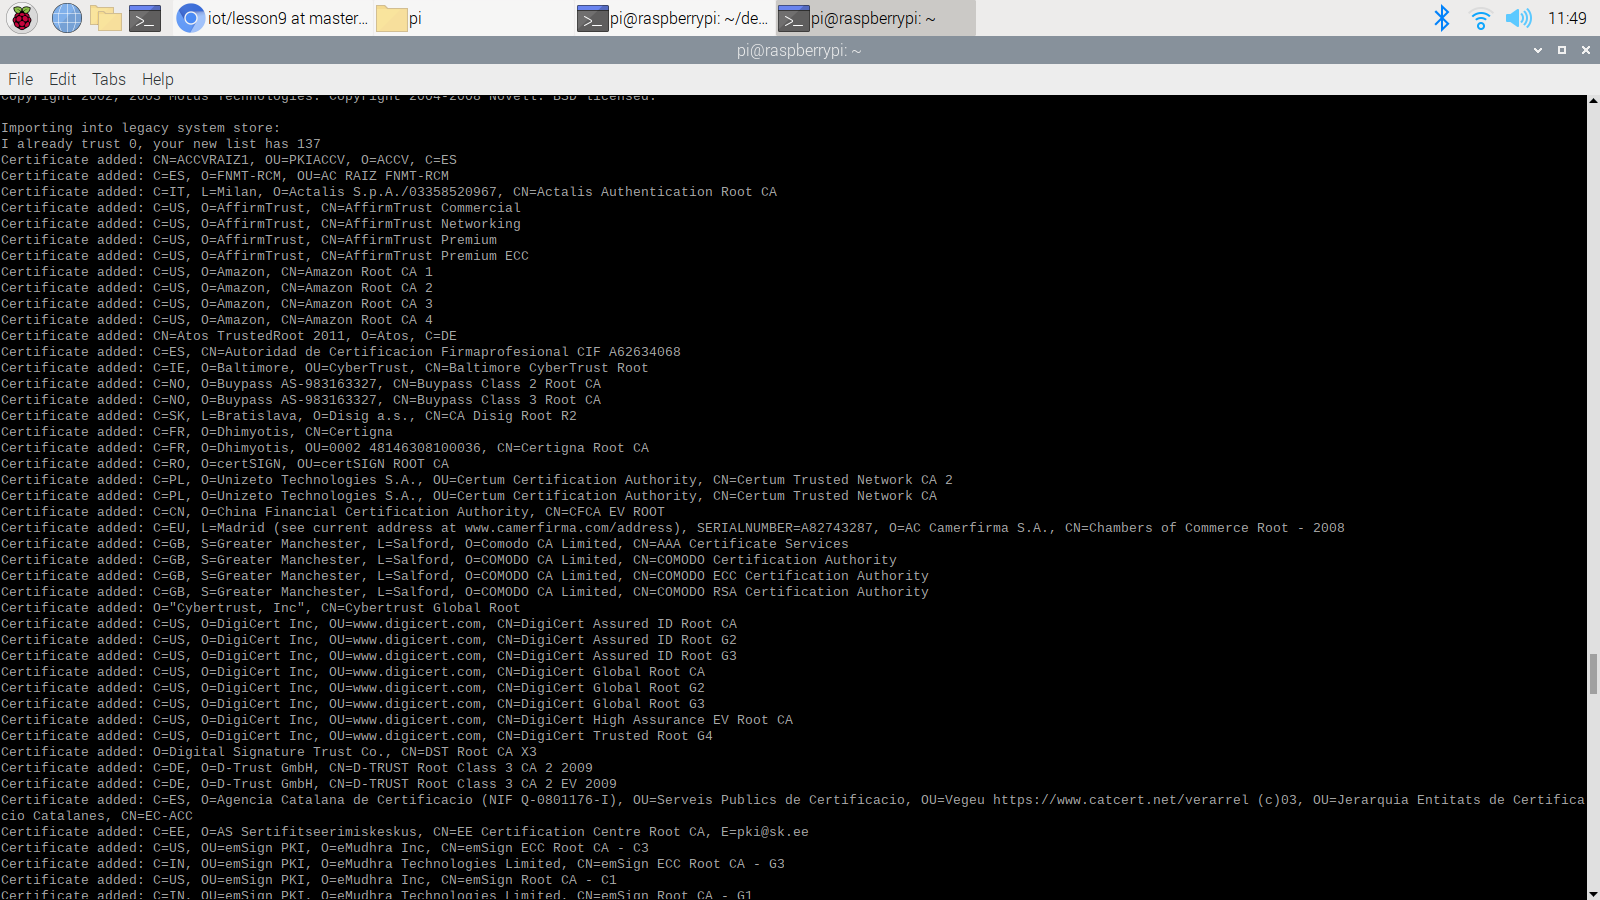 iot/lesson9 at master...
pi
pi@raspberrypi: ~/de...
pi@raspberrypi: ~
11:49
pi@raspberrypi: ~
File Edit Tabs Help
Copyright 2002, 2003 Motus Technologies. Copyright 2004-2008 Novell. BSD licensed.
Importing into legacy system store:
I already trust 0, your new list has 137
Certificate added: CN=ACCVRAIZ1, OU=PKIACCV, O=ACCV, C=ES
Certificate added: C=ES, O=FNMT-RCM, OU=AC RAIZ FNMT-RCM
Certificate added: C=IT, L=Milan, O=Actalis S.p.A./03358520967, CN=Actalis Authentication Root CA
Certificate added: C=US, O=AffirmTrust, CN=AffirmTrust Commercial
Certificate added: C=US, O=AffirmTrust, CN=AffirmTrust Networking
Certificate added: C=US, O=AffirmTrust, CN=AffirmTrust Premium
Certificate added: C=US, O=AffirmTrust, CN=AffirmTrust Premium ECC
Certificate added: C=US, O=Amazon, CN=Amazon Root CA 1
Certificate added: C=US, O=Amazon, CN=Amazon Root CA 2
Certificate added: C=US, O=Amazon, CN=Amazon Root CA 3
Certificate added: C=US, O=Amazon, CN=Amazon Root CA 4
Certificate added: CN=Atos TrustedRoot 2011, O=Atos, C=DE
Certificate added: C=ES, CN=Autoridad de Certificacion Firmaprofesional CIF A62634068
Certificate added: C=IE, O=Baltimore, OU=CyberTrust, CN=Baltimore CyberTrust Root
Certificate added: C=NO, O=Buypass AS-983163327, CN=Buypass Class 2 Root CA
Certificate added: C=NO, O=Buypass AS-983163327, CN=Buypass Class 3 Root CA
Certificate added: C=SK, L=Bratislava, O=Disig a.s., CN=CA Disig Root R2
Certificate added: C=FR, O=Dhimyotis, CN=Certigna
Certificate added: C=FR, O=Dhimyotis, OU=0002 48146308100036, CN=Certigna Root CA
Certificate added: C=RO, O=certSIGN, OU=certSIGN ROOT CA
Certificate added: C=PL, O=Unizeto Technologies S.A., OU=Certum Certification Authority, CN=Certum Trusted Network CA 2
Certificate added: C=PL, O=Unizeto Technologies S.A., OU=Certum Certification Authority, CN=Certum Trusted Network CA
Certificate added: C=CN, O=China Financial Certification Authority, CN=CFCA EV ROOT
Certificate added: C=EU, L=Madrid (see current address at www.camerfirma.com/address), SERIALNUMBER=A82743287, O=AC Camerfirma S.A., CN=Chambers of Commerce Root - 2008
Certificate added: C=GB, S=Greater Manchester, L=Salford, O=Comodo CA Limited, CN=AAA Certificate Services
Certificate added: C=GB, S=Greater Manchester, L=Salford, O=COMODO CA Limited, CN=COMODO Certification Authority
Certificate added: C=GB, S=Greater Manchester, L=Salford, O=COMODO CA Limited, CN=COMODO ECC Certification Authority
Certificate added: C=GB, S=Greater Manchester, L=Salford, O=COMODO CA Limited, CN=COMODO RSA Certification Authority
Certificate added: O="Cybertrust, Inc", CN=Cybertrust Global Root
Certificate added: C=US, O=DigiCert Inc, OU=www.digicert.com, CN=DigiCert Assured ID Root CA
Certificate added: C=US, O=DigiCert Inc, OU=www.digicert.com, CN=DigiCert Assured ID Root G2
Certificate added: C=US, O=DigiCert Inc, OU=www.digicert.com, CN=DigiCert Assured ID Root G3
Certificate added: C=US, O=DigiCert Inc, OU=www.digicert.com, CN=DigiCert Global Root CA
Certificate added: C=US, O=DigiCert Inc, OU=www.digicert.com, CN=DigiCert Global Root G2
Certificate added: C=US, O=DigiCert Inc, OU=www.digicert.com, CN=DigiCert Global Root G3
Certificate added: C=US, O=DigiCert Inc, OU=www.digicert.com, CN=DigiCert High Assurance EV Root CA
Certificate added: C=US, O=DigiCert Inc, OU=www.digicert.com, CN=DigiCert Trusted Root G4
Certificate added: O=Digital Signature Trust Co., CN=DST Root CA X3
Certificate added: C=DE, O=D-Trust GmbH, CN=D-TRUST Root Class 3 CA 2 2009
Certificate added: C=DE, O=D-Trust GmbH, CN=D-TRUST Root Class 3 CA 2 EV 2009
Certificate added: C=ES, O=Agencia Catalana de Certificacio (NIF Q-0801176-I), OU=Serveis Publics de Certificacio, OU=Vegeu https://www.catcert.net/verarrel (c)03, OU=Jerarquia Entitats de Certifica
cio Catalanes, CN=EC-ACC
Certificate added: C=EE, O=AS Sertifitseerimiskeskus, CN=EE Certification Centre Root CA, E=pki@sk.ee
Certificate added: C=US, OU=emSign PKI, O=eMudhra Inc, CN=emSign ECC Root CA - C3
Certificate added: C=IN, OU=emSign PKI, O=eMudhra Technologies Limited, CN=emSign ECC Root CA - G3
Certificate added: C=US, OU=emSign PKI, O=eMudhra Inc, CN=emSign Root CA - C1
Certificate added: C=IN, OU=emSign PKI, O=eMudhra Technologies Limited, CN=emSign Root CA - G1